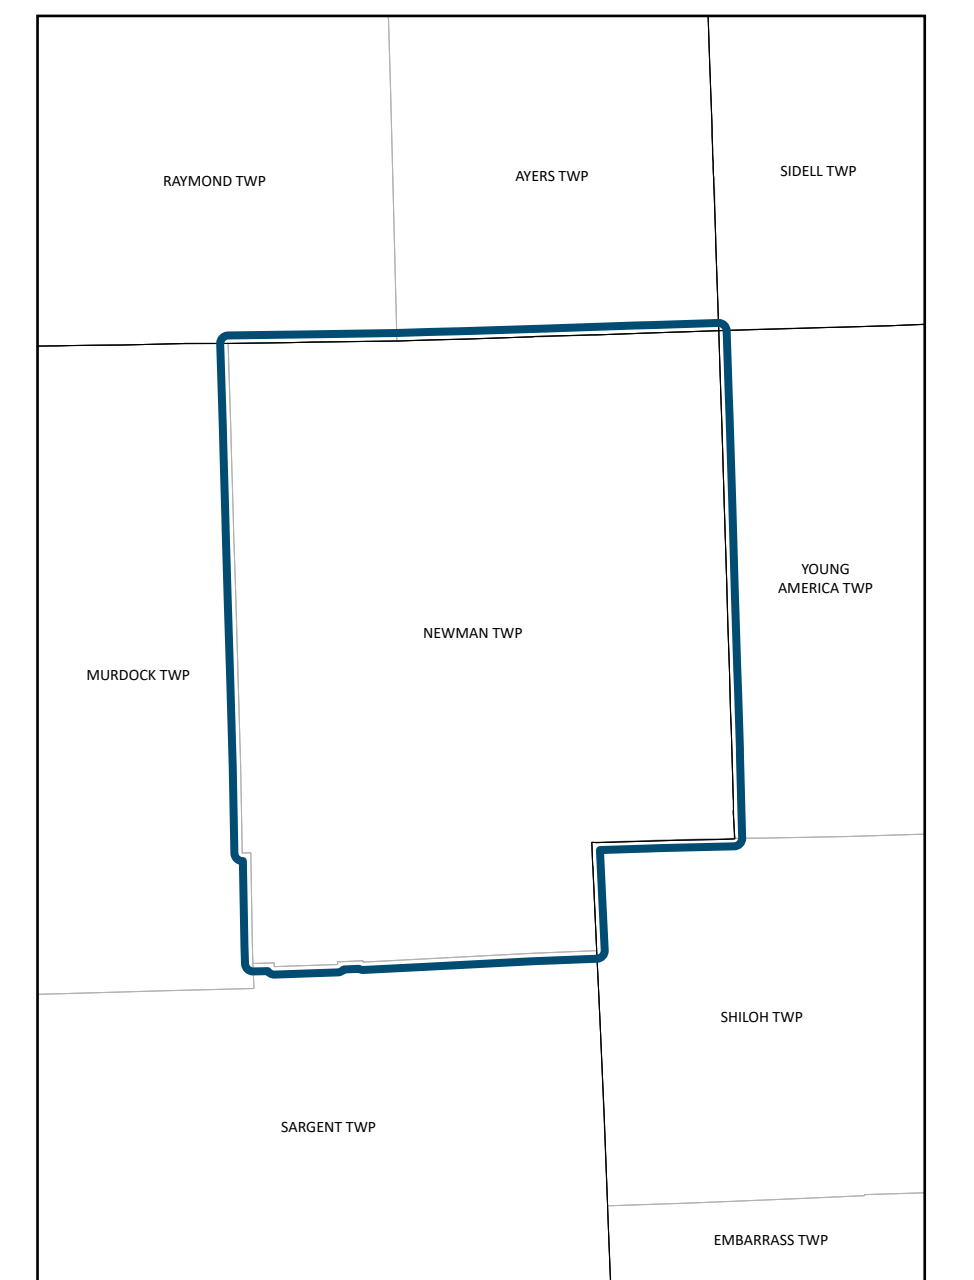 SIDELL TWP
AYERS TWP
RAYMOND TWP
YOUNG
AMERICA TWP
NEWMAN TWP
MURDOCK TWP
SHILOH TWP
SARGENT TWP
EMBARRASS TWP